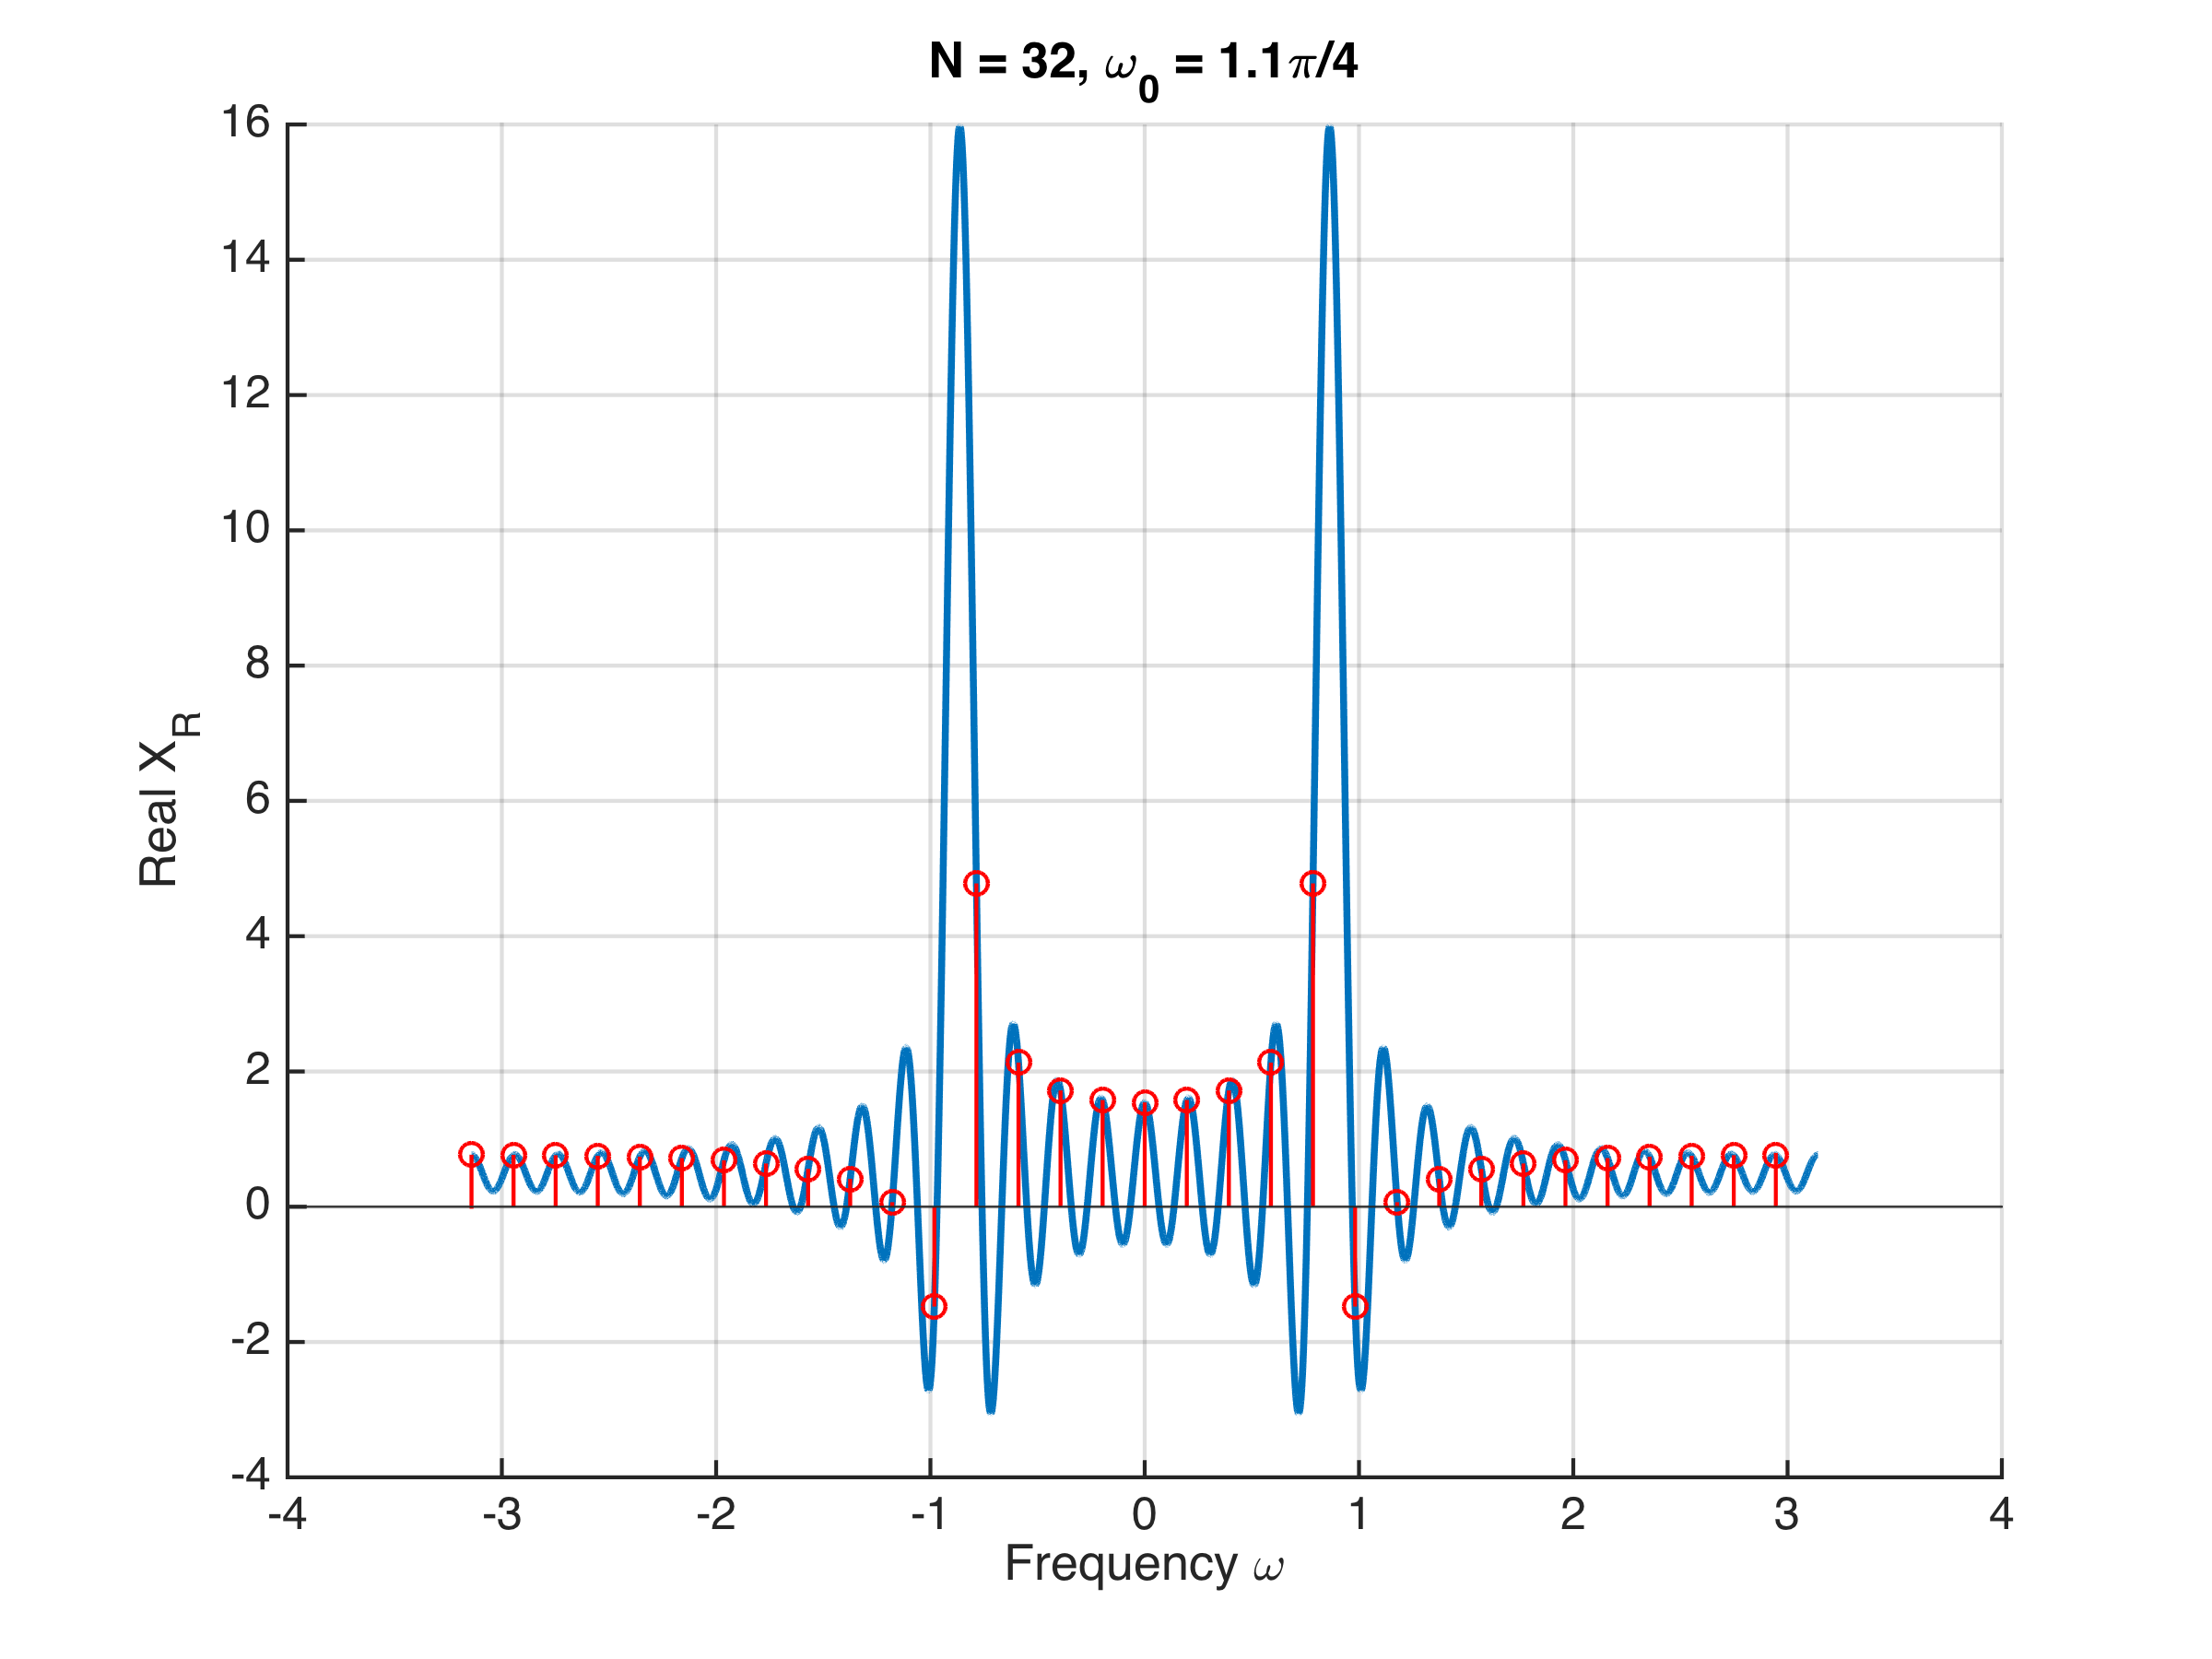 N = 32, ω₀ = 1.1π/4
16
14
12
10
8
6
4
2
0
-2
-4
Real X_R
-4 -3 -2 -1 0 1 2 3 4
Frequency ω